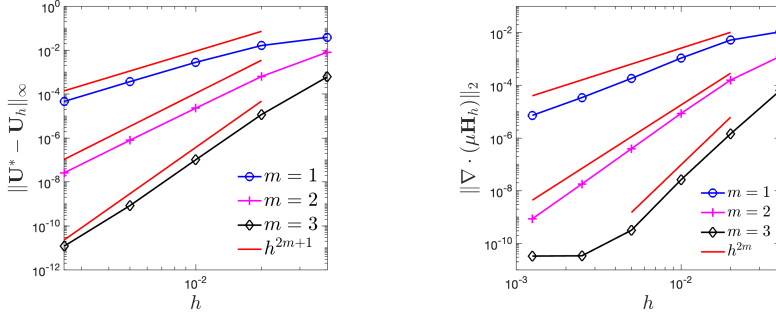 10^0
10^-2
10^-4
10^-6
10^-8
10^-10
10^-12
10^-2
‖U* − U_h‖_∞
h
m = 1
m = 2
m = 3
h^{2m+1}
10^-2
10^-4
10^-6
10^-8
10^-10
10^-3
10^-2
‖∇ · (μH_h)‖_2
h
m = 1
m = 2
m = 3
h^{2m}